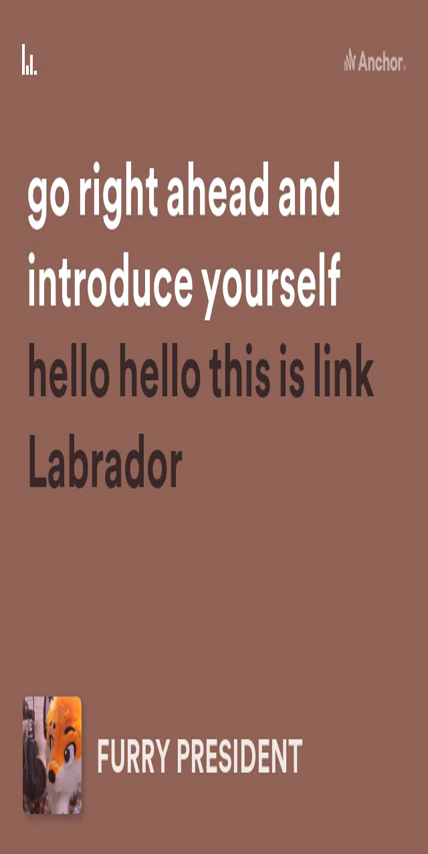 Anchor
go right ahead and
introduce yourself
hello hello this is link
Labrador
FURRY PRESIDENT